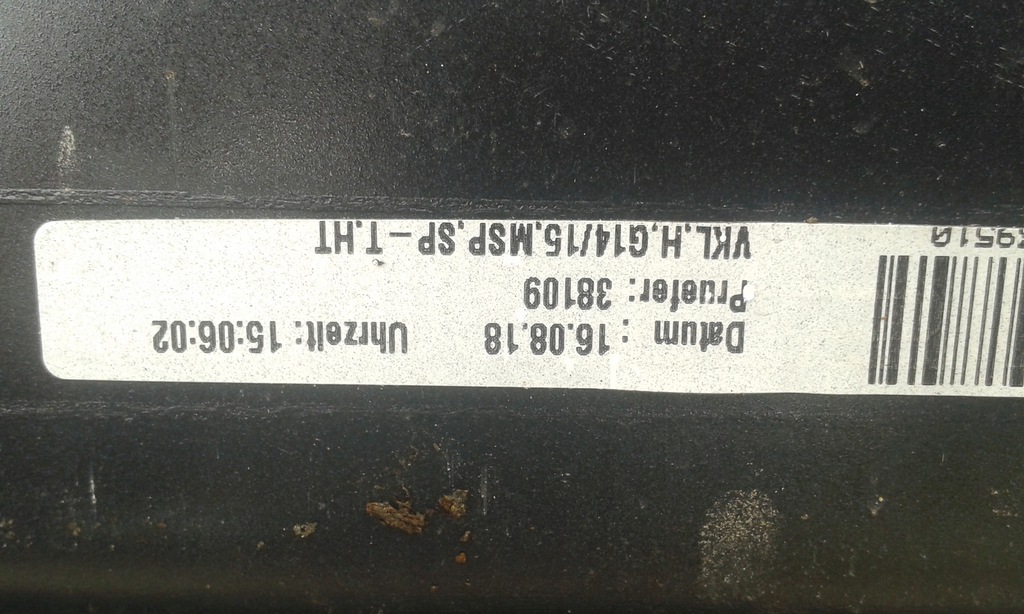 Datum : 16.08.18 Uhrzeit: 15:06:02
Pruefer: 38109
VKL.H.G14/15.MSP.SP-T.HT